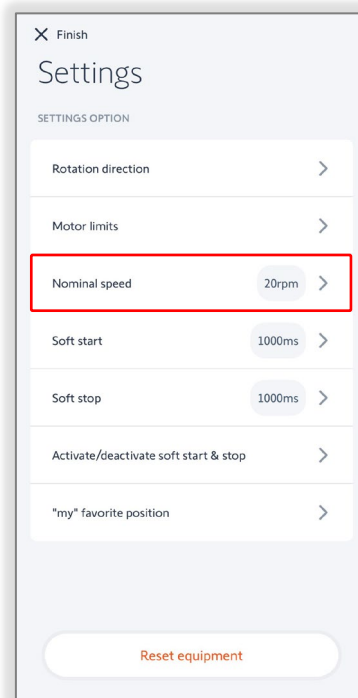 Finish
Settings
SETTINGS OPTION
Rotation direction
Motor limits
Nominal speed 20rpm
Soft start 1000ms
Soft stop 1000ms
Activate/deactivate soft start & stop
"my" favorite position
Reset equipment